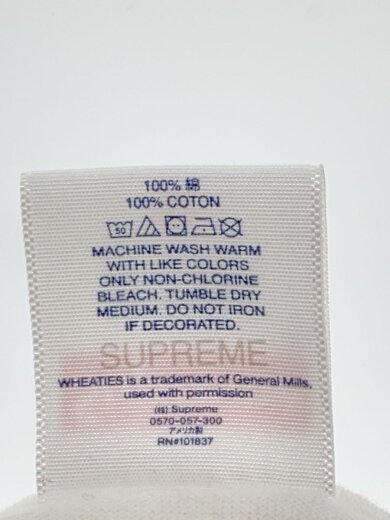 100% 綿
100% COTON
50
MACHINE WASH WARM
WITH LIKE COLORS
ONLY NON-CHLORINE
BLEACH. TUMBLE DRY
MEDIUM. DO NOT IRON
IF DECORATED.
SUPREME
WHEATIES is a trademark of General Mills,
used with permission
(株) Supreme
0570-057-300
アメリカ製
RN#101837